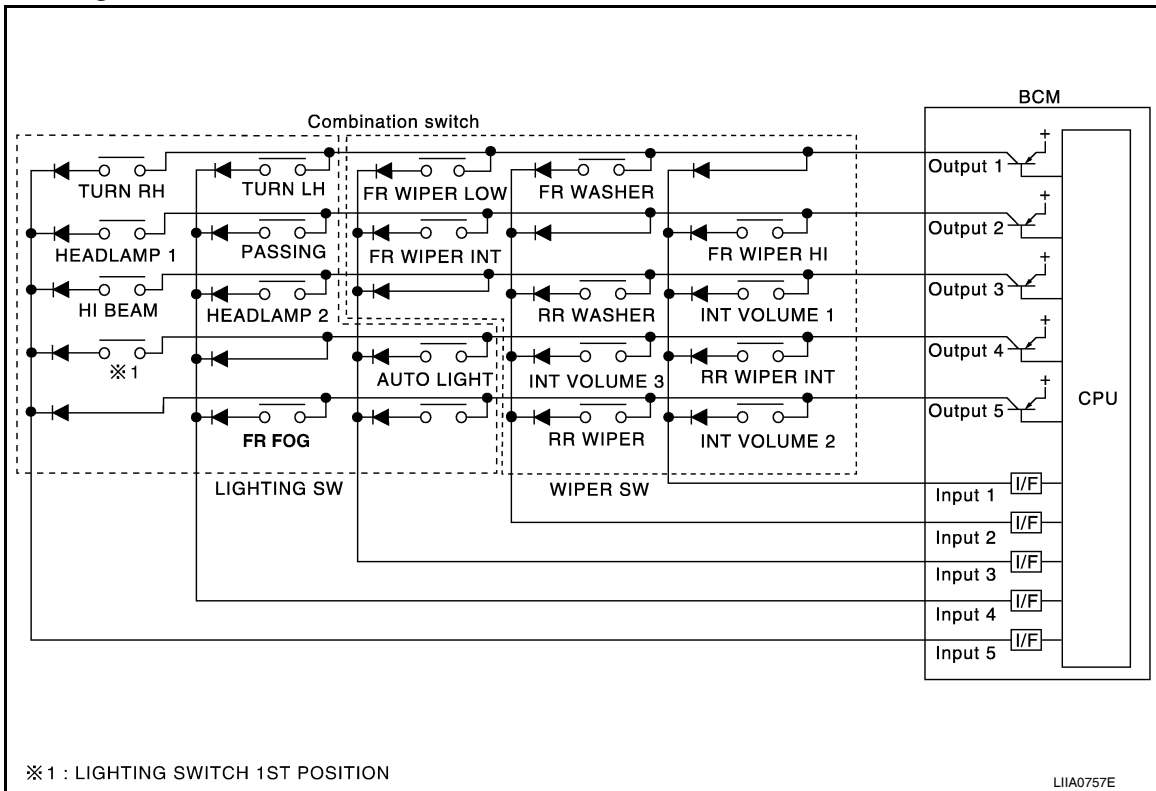 BCM
Combination switch
Output 1
TURN RH
TURN LH
FR WIPER LOW
FR WASHER
Output 2
HEADLAMP 1
PASSING
FR WIPER INT
FR WIPER HI
Output 3
HI BEAM
HEADLAMP 2
RR WASHER
INT VOLUME 1
Output 4
※1
AUTO LIGHT
INT VOLUME 3
RR WIPER INT
CPU
Output 5
FR FOG
RR WIPER
INT VOLUME 2
LIGHTING SW
WIPER SW
Input 1
I/F
Input 2
I/F
Input 3
I/F
Input 4
I/F
Input 5
I/F
※1 : LIGHTING SWITCH 1ST POSITION
LIIA0757E